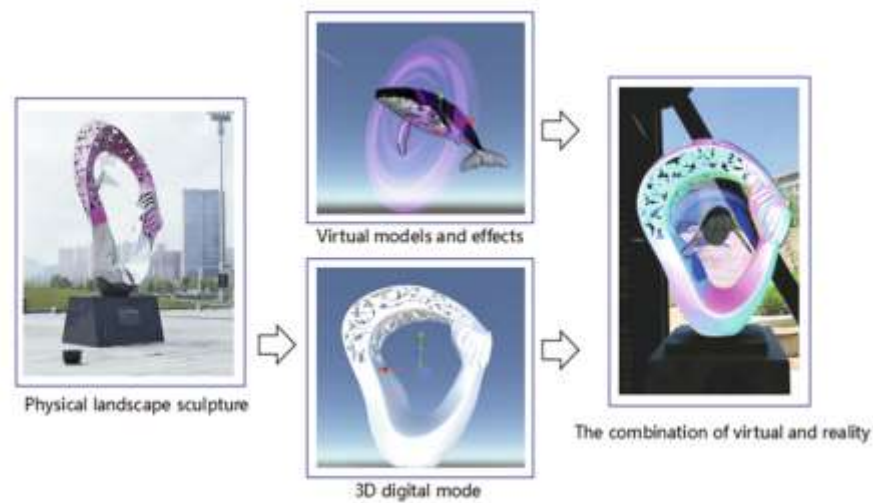 Virtual models and effects
Physical landscape sculpture
The combination of virtual and reality
3D digital mode